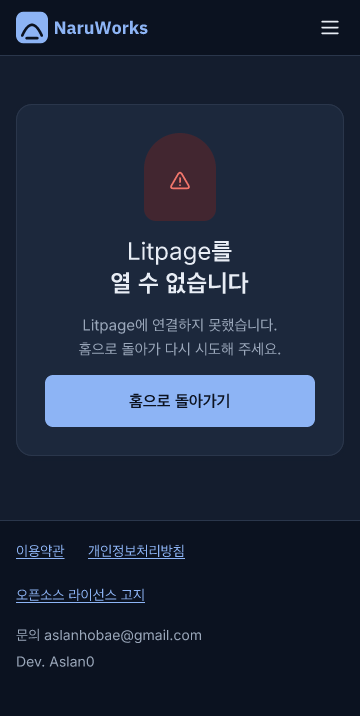 NaruWorks
Litpage를
열 수 없습니다
Litpage에 연결하지 못했습니다.
홈으로 돌아가 다시 시도해 주세요.
홈으로 돌아가기
이용약관 개인정보처리방침
오픈소스 라이선스 고지
문의 aslanhobae@gmail.com
Dev. Aslan0